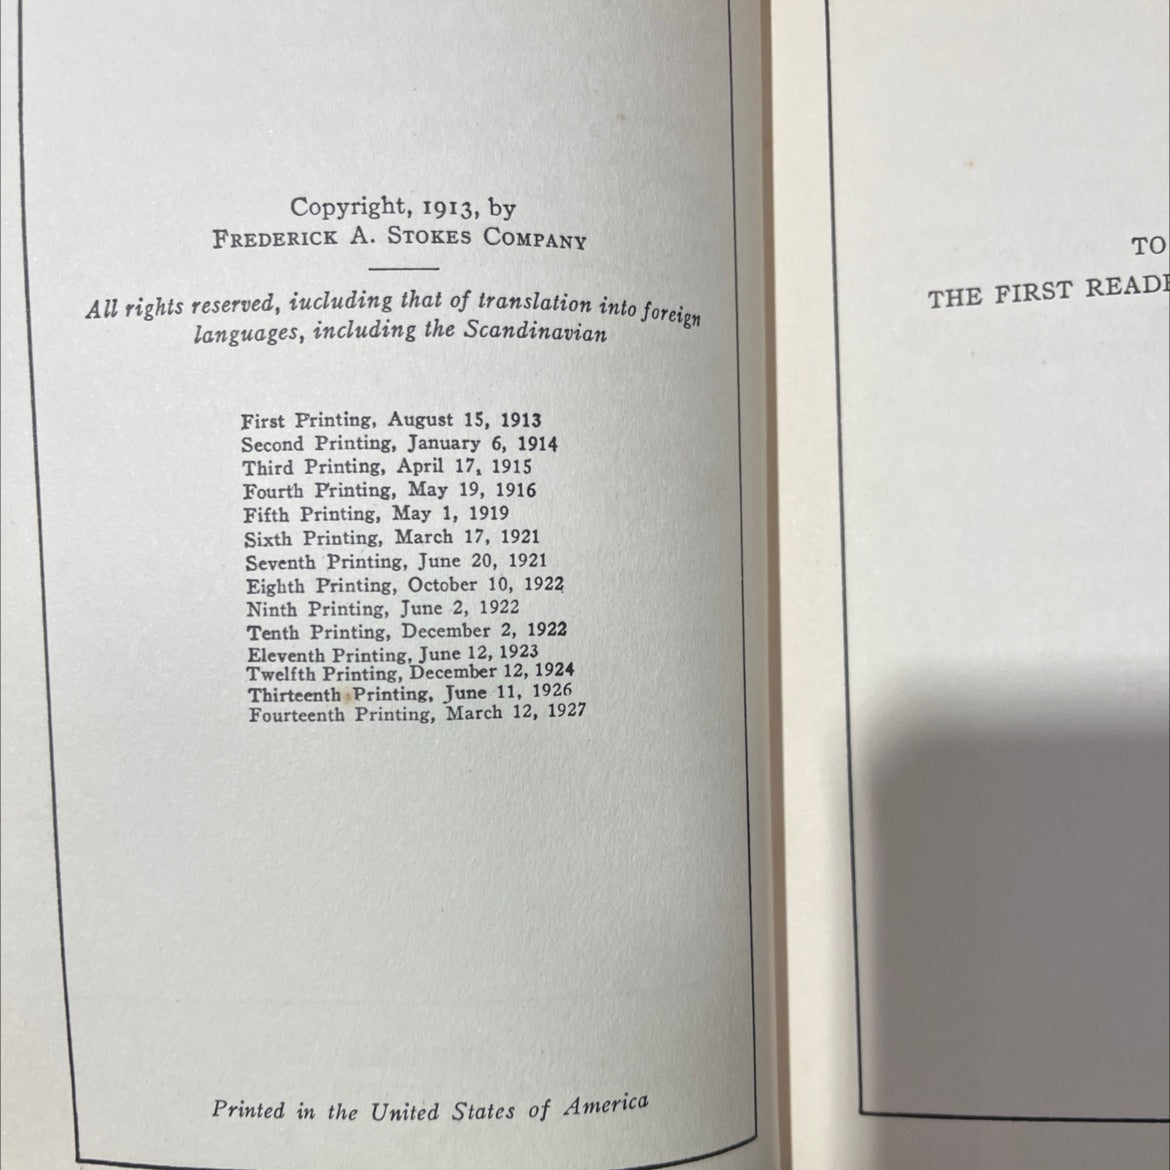 Copyright, 1913, by
FREDERICK A. STOKES COMPANY
All rights reserved, iucluding that of translation into foreign
languages, including the Scandinavian
First Printing, August 15, 1913
Second Printing, January 6, 1914
Third Printing, April 17, 1915
Fourth Printing, May 19, 1916
Fifth Printing, May 1, 1919
Sixth Printing, March 17, 1921
Seventh Printing, June 20, 1921
Eighth Printing, October 10, 1922
Ninth Printing, June 2, 1922
Tenth Printing, December 2, 1922
Eleventh Printing, June 12, 1923
Twelfth Printing, December 12, 1924
Thirteenth Printing, June 11, 1926
Fourteenth Printing, March 12, 1927
Printed in the United States of America
TO
THE FIRST